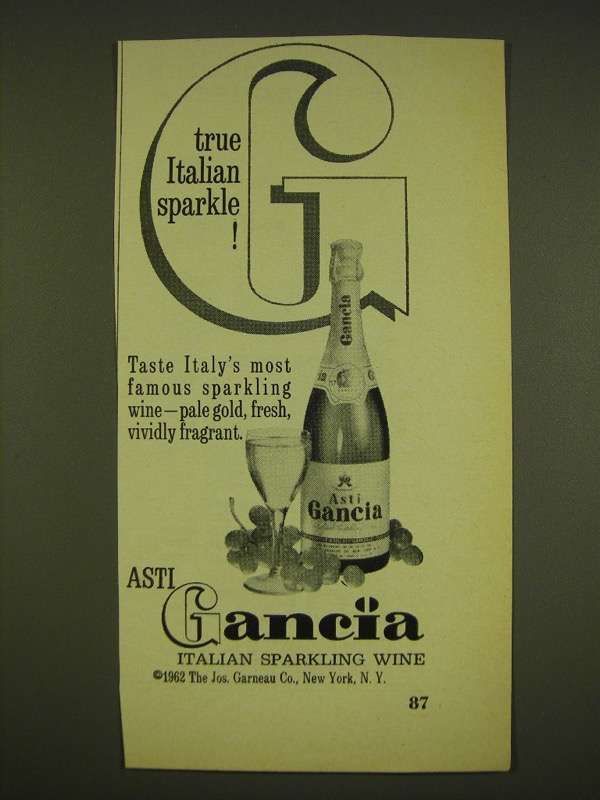 G
true
Italian
sparkle
!
Taste Italy's most
famous sparkling
wine—pale gold, fresh,
vividly fragrant.
Gancia
Asti
Gancia
ASTI
Gancia
ITALIAN SPARKLING WINE
©1962 The Jos. Garneau Co., New York, N. Y.
87